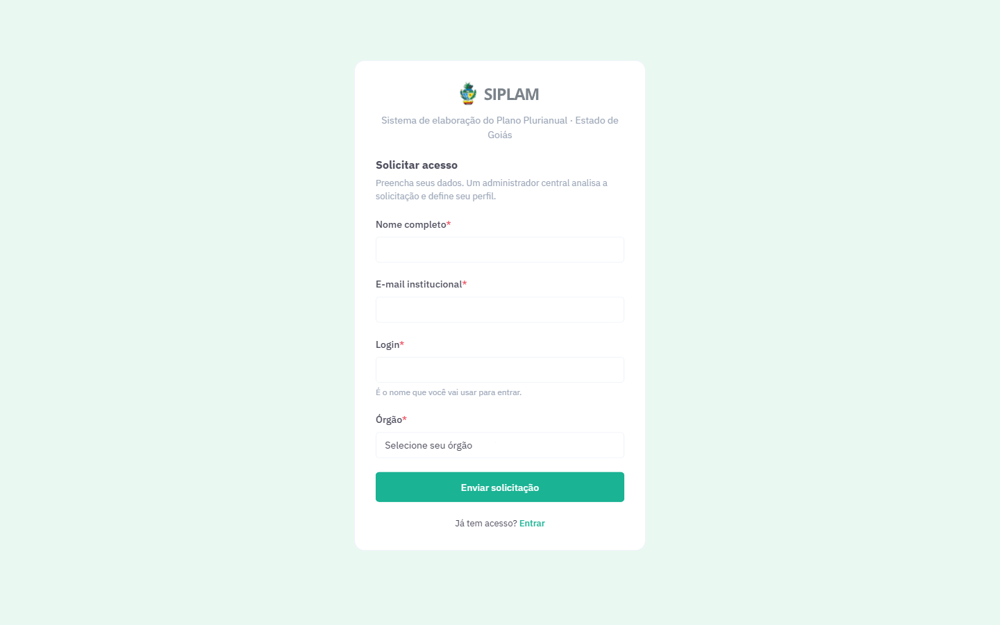 SIPLAM
Sistema de elaboração do Plano Plurianual · Estado de
Goiás
Solicitar acesso
Preencha seus dados. Um administrador central analisa a
solicitação e define seu perfil.
Nome completo*
E-mail institucional*
Login*
É o nome que você vai usar para entrar.
Órgão*
Selecione seu órgão
Enviar solicitação
Já tem acesso? Entrar